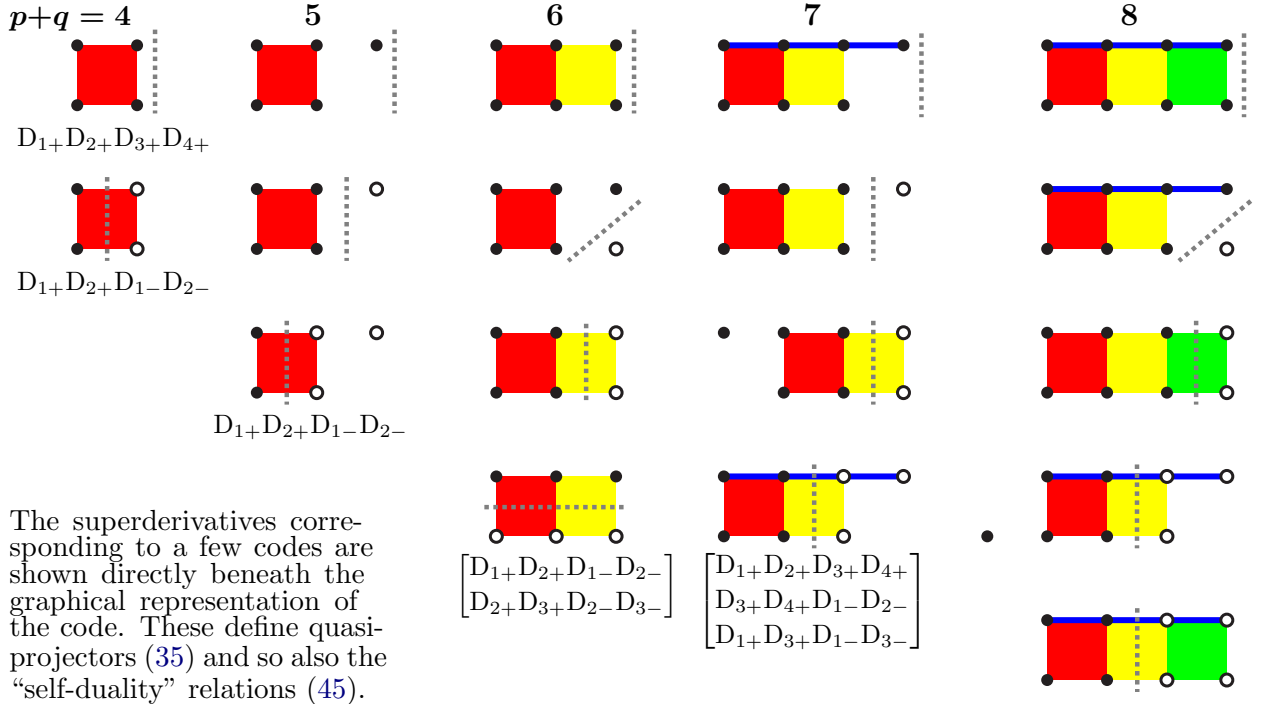 p+q = 4 5 6 7 8
D₁₊D₂₊D₃₊D₄₊
D₁₊D₂₊D₁₋D₂₋
D₁₊D₂₊D₁₋D₂₋
The superderivatives corre-
sponding to a few codes are
shown directly beneath the
graphical representation of
the code. These define quasi-
projectors (35) and so also the
“self-duality” relations (45).
[D₁₊D₂₊D₁₋D₂₋]
[D₂₊D₃₊D₂₋D₃₋]
[D₁₊D₂₊D₃₊D₄₊]
[D₃₊D₄₊D₁₋D₂₋]
[D₁₊D₃₊D₁₋D₃₋]